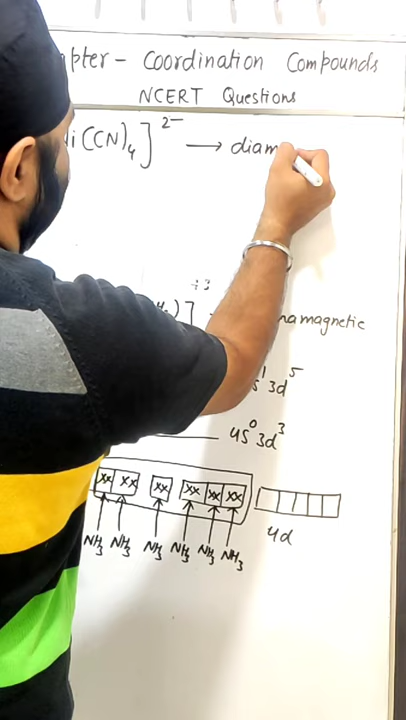 Coordination Compounds
NCERT Questions
(CN)₄]²⁻ → diam
]⁺³
magnetic
3d⁵
4s⁰ 3d³
xx xx xx xx xx xx
4d
NH₃ NH₃ NH₃ NH₃ NH₃ NH₃